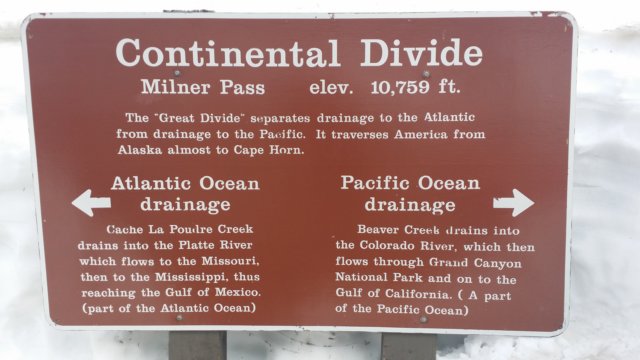 Continental Divide
Milner Pass elev. 10,759 ft.
The "Great Divide" separates drainage to the Atlantic
from drainage to the Pacific. It traverses America from
Alaska almost to Cape Horn.
Atlantic Ocean
drainage
Cache La Poudre Creek
drains into the Platte River
which flows to the Missouri,
then to the Mississippi, thus
reaching the Gulf of Mexico.
(part of the Atlantic Ocean)
Pacific Ocean
drainage
Beaver Creek drains into
the Colorado River, which then
flows through Grand Canyon
National Park and on to the
Gulf of California. ( A part
of the Pacific Ocean)